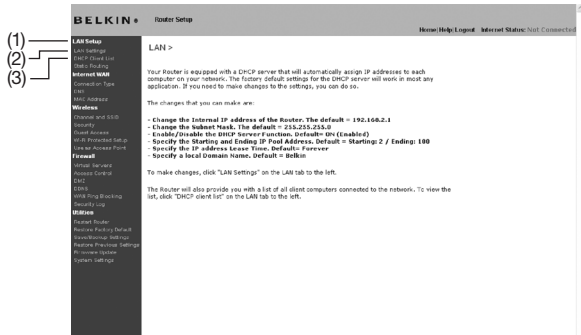 BELKIN® Router Setup
Home|Help|Logout Internet Status: Not Connected
(1)
(2)
(3)
LAN Setup
LAN Settings
DHCP Client List
Static Routing
Internet WAN
Connection Type
DNS
MAC Address
Wireless
Channel and SSID
Security
Guest Access
Wi-Fi Protected Setup
Use as Access Point
Firewall
Virtual Servers
Access Control
DMZ
DDNS
WAN Ping Blocking
Security Log
Utilities
Restart Router
Restore Factory Default
Save/Backup Settings
Restore Previous Settings
Firmware Update
System Settings
LAN >
Your Router is equipped with a DHCP server that will automatically assign IP addresses to each
computer on your network. The factory default settings for the DHCP server will work in most any
application. If you need to make changes to the settings, you can do so.
The changes that you can make are:
- Change the Internal IP address of the Router. The default = 192.168.2.1
- Change the Subnet Mask. The default = 255.255.255.0
- Enable/Disable the DHCP Server Function. Default= ON (Enabled)
- Specify the Starting and Ending IP Pool Address. Default = Starting: 2 / Ending: 100
- Specify the IP address Lease Time. Default= Forever
- Specify a local Domain Name. Default= Belkin
To make changes, click "LAN Settings" on the LAN tab to the left.
The Router will also provide you with a list of all client computers connected to the network. To view the
list, click "DHCP client list" on the LAN tab to the left.